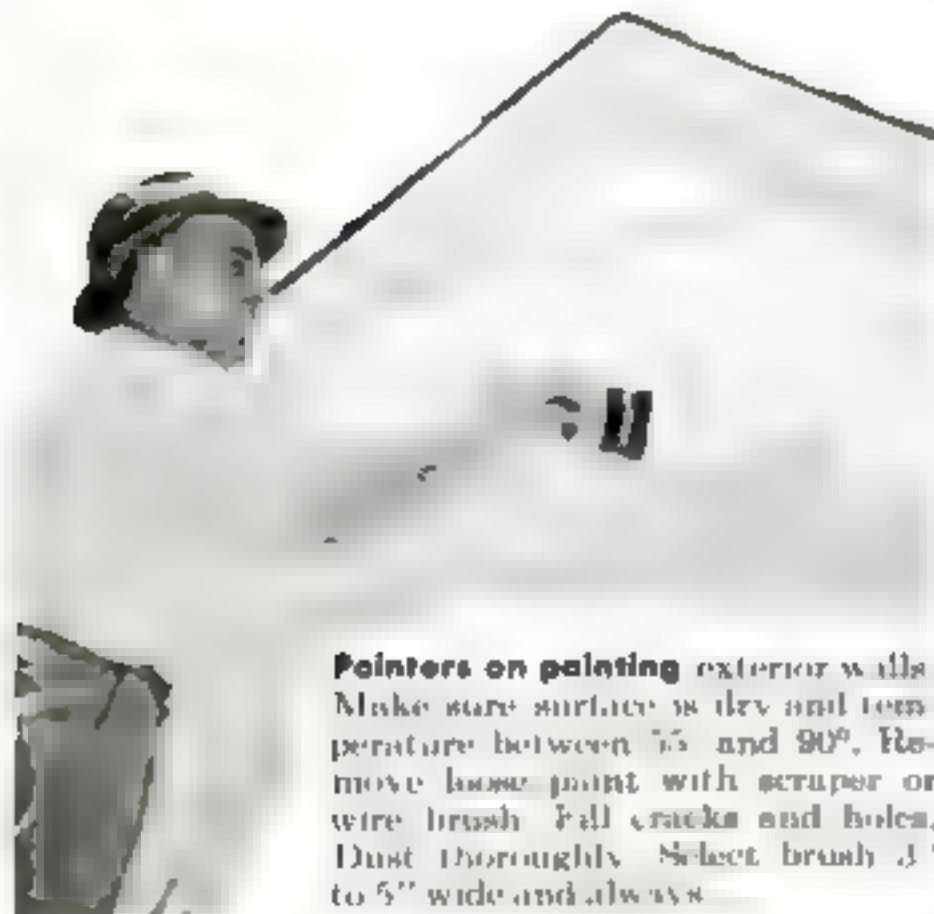 Pointers on painting exterior walls
Make sure surface is dry and tem-
perature between and 90°. Re-
move loose paint with scraper or
wire brush Fill cracks and holes.
Dust thoroughly Select brush
to 5" wide and always